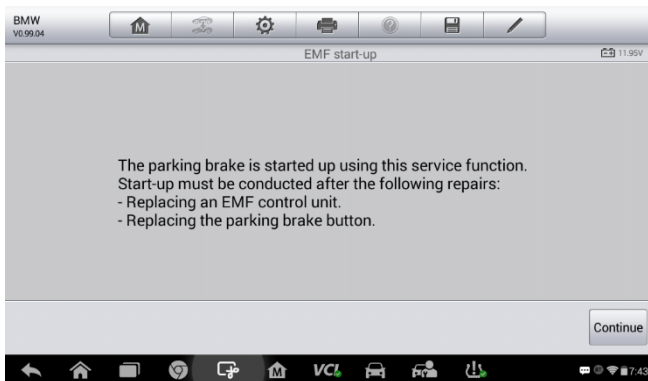 BMW
V0.99.04
M
EMF start-up
11.95V
The parking brake is started up using this service function.
Start-up must be conducted after the following repairs:
- Replacing an EMF control unit.
- Replacing the parking brake button.
Continue
M
VCI
7:43